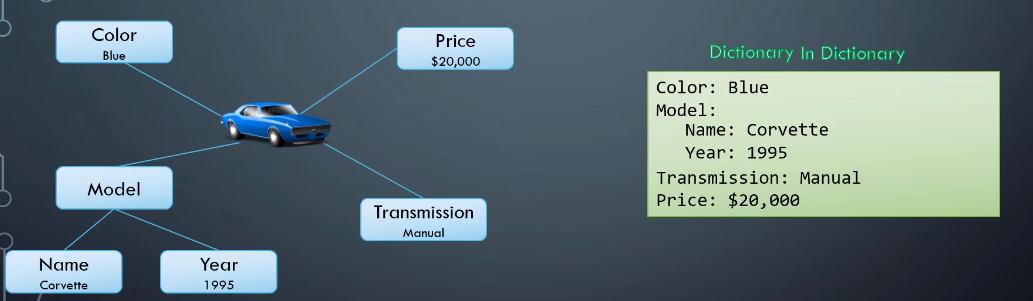 Color
Blue
Price
$20,000
Model
Transmission
Manual
Name
Corvette
Year
1995
Dictionary In Dictionary
Color: Blue
Model:
Name: Corvette
Year: 1995
Transmission: Manual
Price: $20,000